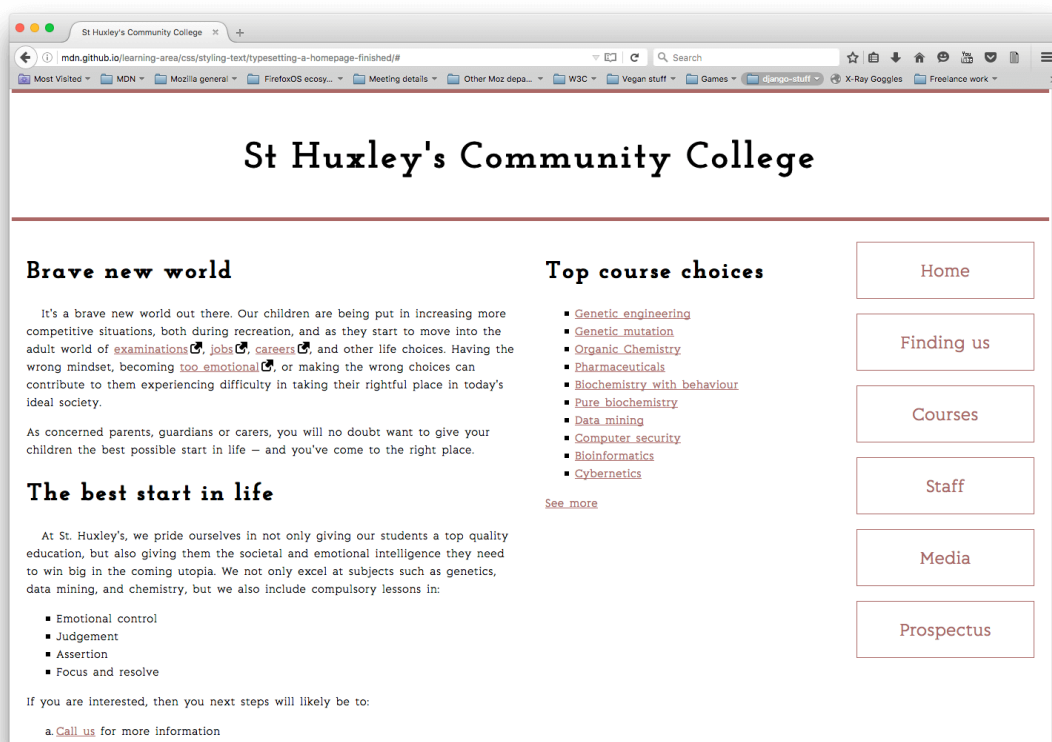 St Huxley's Community College
mdn.github.io/learning-area/css/styling-text/typesetting-a-homepage-finished/#
Search
Most Visited
MDN
Mozilla general
FirefoxOS ecosy...
Meeting details
Other Moz depa...
W3C
Vegan stuff
Games
django-stuff
X-Ray Goggles
Freelance work
St Huxley's Community College
Brave new world
It's a brave new world out there. Our children are being put in increasing more
competitive situations, both during recreation, and as they start to move into the
adult world of examinations, jobs, careers, and other life choices. Having the
wrong mindset, becoming too emotional, or making the wrong choices can
contribute to them experiencing difficulty in taking their rightful place in today's
ideal society.
As concerned parents, guardians or carers, you will no doubt want to give your
children the best possible start in life – and you've come to the right place.
The best start in life
At St. Huxley's, we pride ourselves in not only giving our students a top quality
education, but also giving them the societal and emotional intelligence they need
to win big in the coming utopia. We not only excel at subjects such as genetics,
data mining, and chemistry, but we also include compulsory lessons in:
Emotional control
Judgement
Assertion
Focus and resolve
If you are interested, then you next steps will likely be to:
a. Call us for more information
Top course choices
Genetic engineering
Genetic mutation
Organic Chemistry
Pharmaceuticals
Biochemistry with behaviour
Pure biochemistry
Data mining
Computer security
Bioinformatics
Cybernetics
See more
Home
Finding us
Courses
Staff
Media
Prospectus